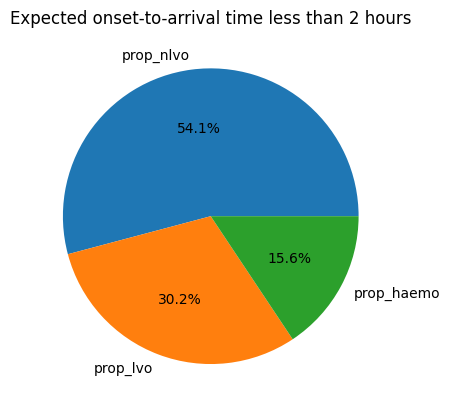 Expected onset-to-arrival time less than 2 hours
prop_nlvo
54.1%
15.6%
prop_haemo
30.2%
prop_lvo